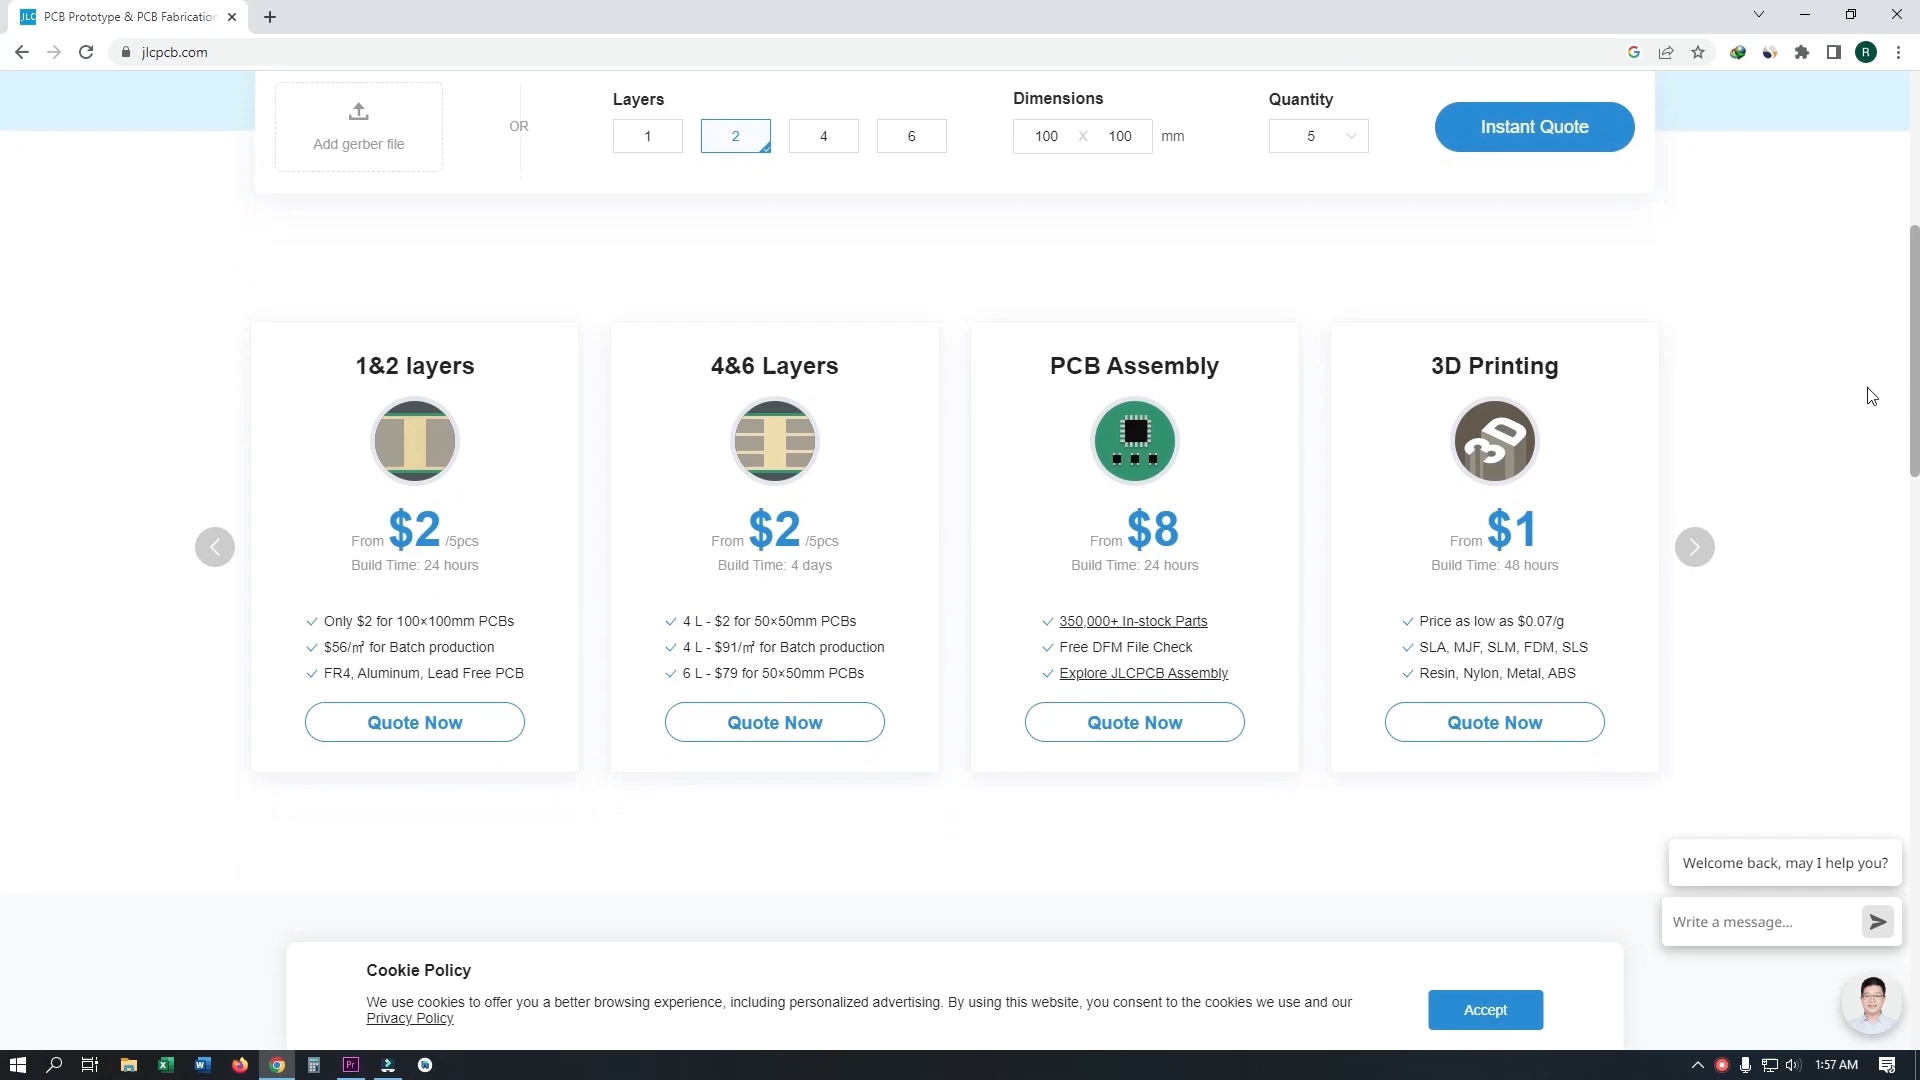 JLC PCB Prototype & PCB Fabrication
jlcpcb.com
R
Add gerber file
OR
Layers
1 2 4 6
Dimensions
100 X 100 mm
Quantity
5
Instant Quote
1&2 layers
From $2 /5pcs
Build Time: 24 hours
Only $2 for 100×100mm PCBs
$56/㎡ for Batch production
FR4, Aluminum, Lead Free PCB
Quote Now
4&6 Layers
From $2 /5pcs
Build Time: 4 days
4 L - $2 for 50×50mm PCBs
4 L - $91/㎡ for Batch production
6 L - $79 for 50×50mm PCBs
Quote Now
PCB Assembly
From $8
Build Time: 24 hours
350,000+ In-stock Parts
Free DFM File Check
Explore JLCPCB Assembly
Quote Now
3D Printing
3D
From $1
Build Time: 48 hours
Price as low as $0.07/g
SLA, MJF, SLM, FDM, SLS
Resin, Nylon, Metal, ABS
Quote Now
Welcome back, may I help you?
Write a message...
Cookie Policy
We use cookies to offer you a better browsing experience, including personalized advertising. By using this website, you consent to the cookies we use and our
Privacy Policy
Accept
Pr
1:57 AM